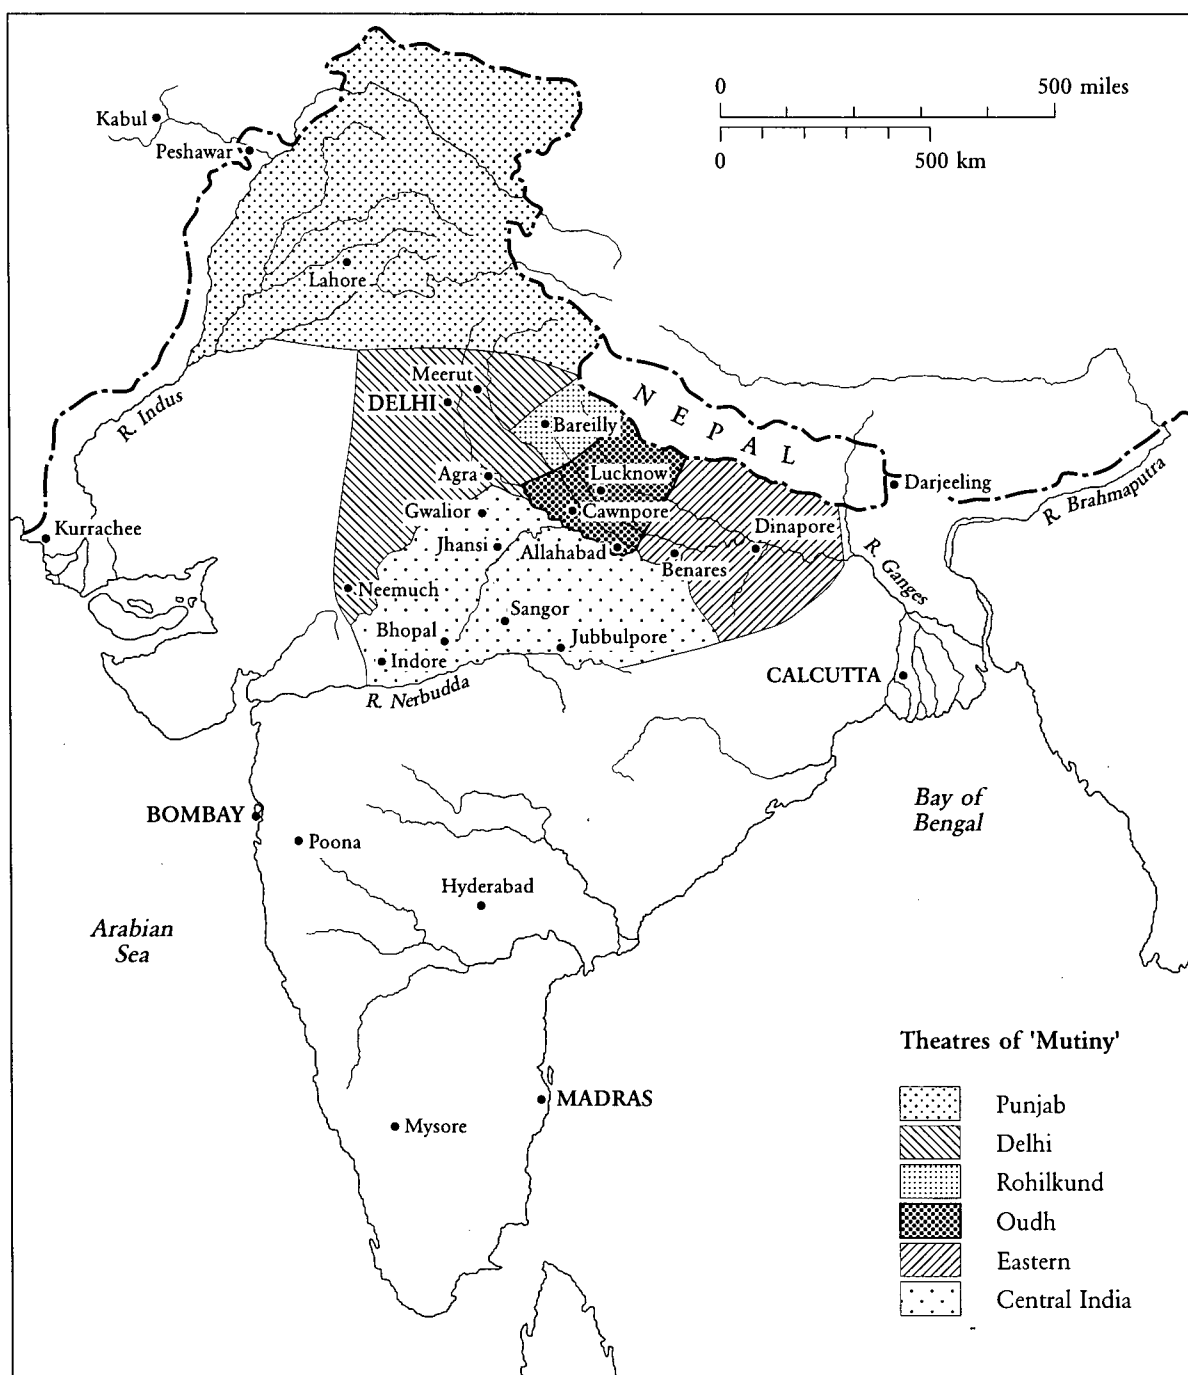 0 500 miles
0 500 km
Kabul
Peshawar
Lahore
Meerut
DELHI
R. Indus
NEPAL
Bareilly
Agra
Lucknow
Darjeeling
Gwalior
Cawnpore
R. Brahmaputra
Kurrachee
Dinapore
Jhansi
Allahabad
Benares
R. Ganges
Neemuch
Sangor
Bhopal
Jubbulpore
Indore
CALCUTTA
R. Nerbudda
BOMBAY
Bay of
Bengal
Poona
Hyderabad
Arabian
Sea
MADRAS
Mysore
Theatres of 'Mutiny'
Punjab
Delhi
Rohilkund
Oudh
Eastern
Central India